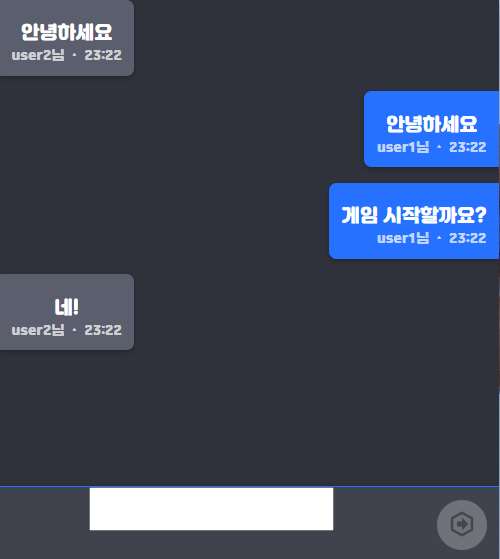 안녕하세요
user2님 · 23:22
안녕하세요
user1님 · 23:22
게임 시작할까요?
user1님 · 23:22
네!
user2님 · 23:22